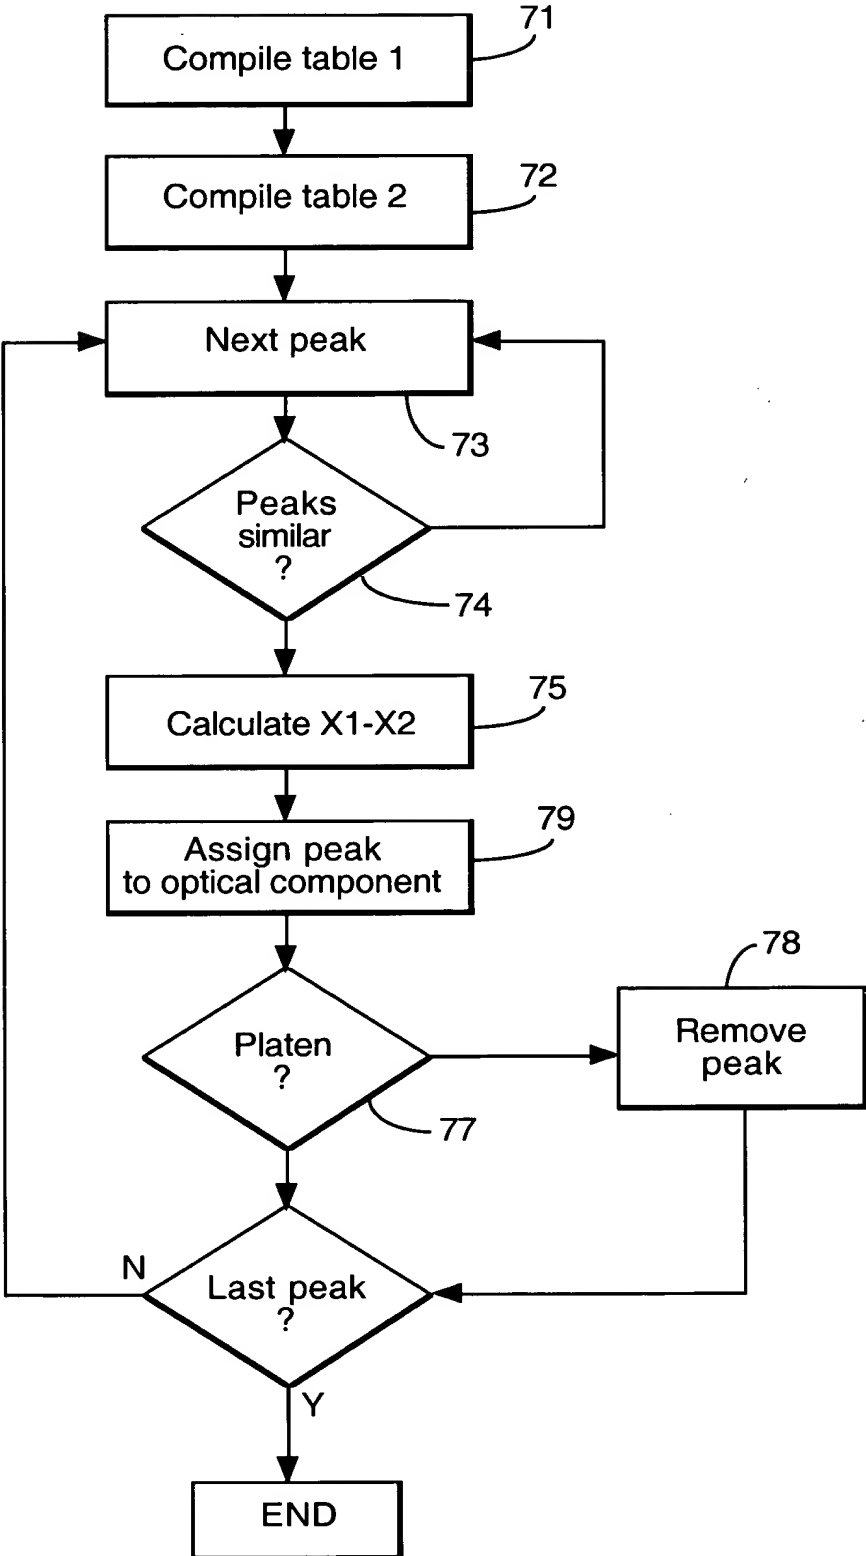 71
Compile table 1
72
Compile table 2
Next peak
73
Peaks
similar
?
74
75
Calculate X1-X2
79
Assign peak
to optical component
78
Remove
peak
Platen
?
77
N
Last peak
?
Y
END